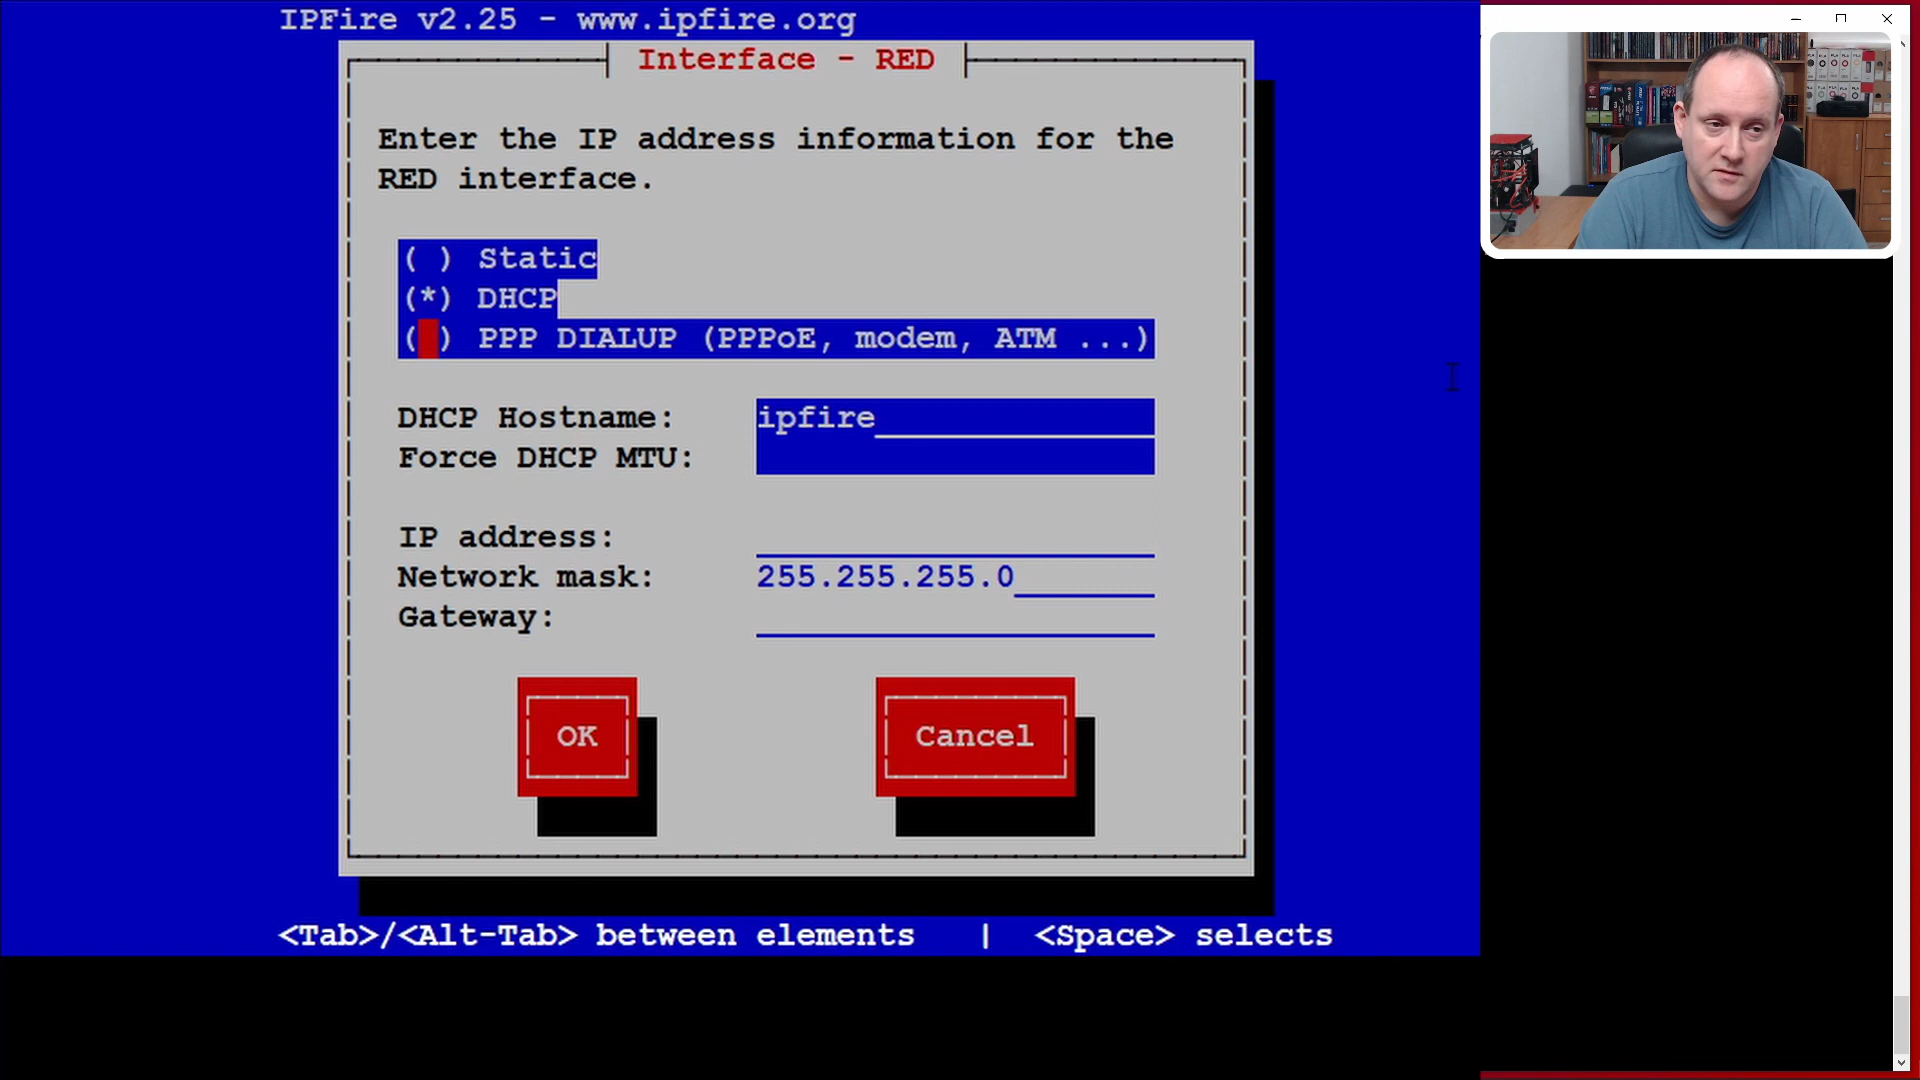 IPFire v2.25 - www.ipfire.org
Interface - RED
Enter the IP address information for the
RED interface.
( ) Static
(*) DHCP
( ) PPP DIALUP (PPPoE, modem, ATM ...)
DHCP Hostname: ipfire
Force DHCP MTU:
IP address:
Network mask: 255.255.255.0
Gateway:
OK Cancel
<Tab>/<Alt-Tab> between elements | <Space> selects